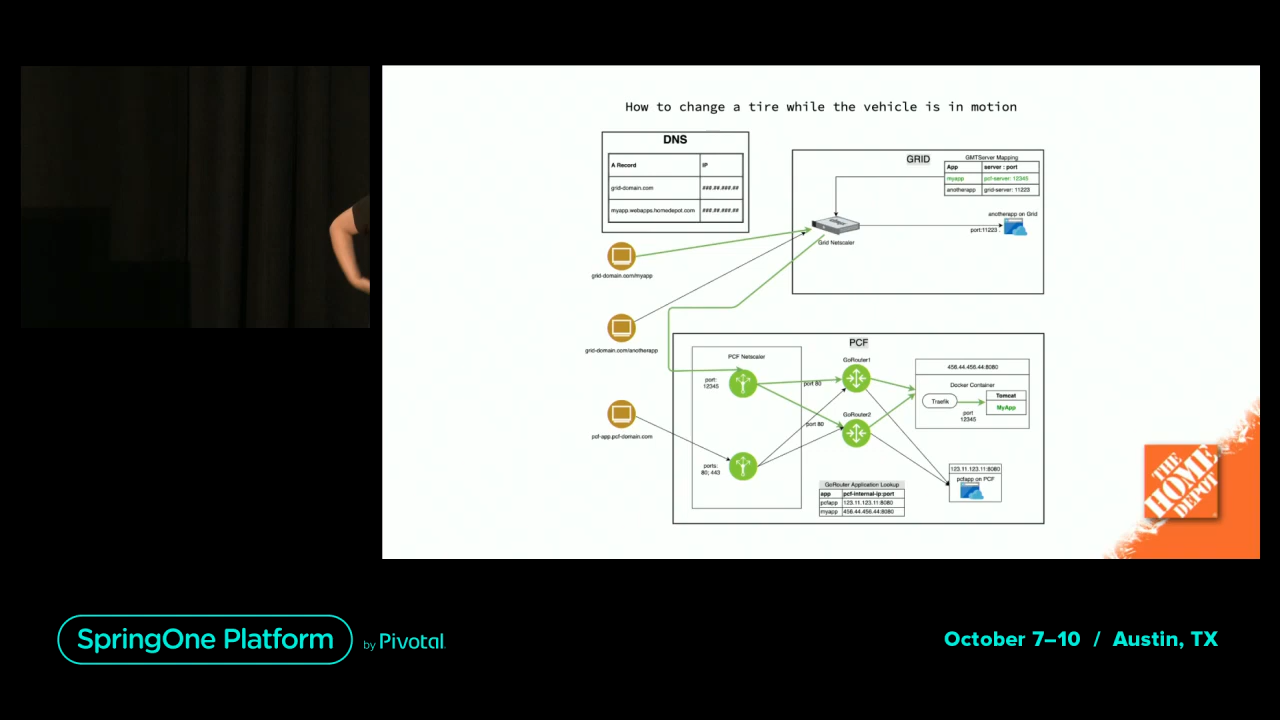 How to change a tire while the vehicle is in motion
DNS
A Record IP
grid-domain.com ###.##.###.##
myapp.webapps.homedepot.com ###.##.###.##
GRID
GMTServer Mapping
App server : port
myapp pcf-server: 12345
anotherapp grid-server: 11223
anotherapp on Grid
port:11223
Grid Netscaler
grid-domain.com/myapp
grid-domain.com/anotherapp
pcf-app.pcf-domain.com
PCF
PCF Netscaler
port:
12345
ports:
80; 443
port 80
port 80
GoRouter1
GoRouter2
456.44.456.44:8080
Docker Container
Traefik
port
12345
Tomcat
MyApp
123.11.123.11:8080
pcfapp on PCF
GoRouter Application Lookup
app pcf-internal-ip:port
pcfapp 123.11.123.11:8080
myapp 456.44.456.44:8080
THE
HOME
DEPOT
SpringOne Platform by Pivotal
October 7–10 / Austin, TX